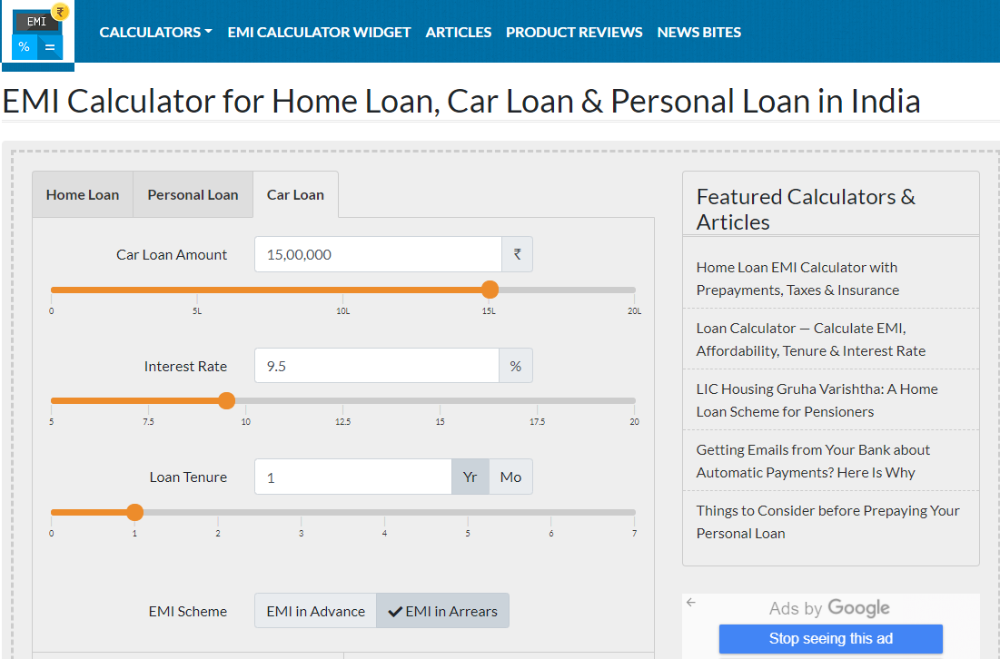 EMI
₹
%
=
CALCULATORS
EMI CALCULATOR WIDGET
ARTICLES
PRODUCT REVIEWS
NEWS BITES
EMI Calculator for Home Loan, Car Loan & Personal Loan in India
Home Loan
Personal Loan
Car Loan
Car Loan Amount
15,00,000
₹
0
5L
10L
15L
20L
Interest Rate
9.5
%
5
7.5
10
12.5
15
17.5
20
Loan Tenure
1
Yr
Mo
0
1
2
3
4
5
6
7
EMI Scheme
EMI in Advance
EMI in Arrears
Featured Calculators &
Articles
Home Loan EMI Calculator with
Prepayments, Taxes & Insurance
Loan Calculator — Calculate EMI,
Affordability, Tenure & Interest Rate
LIC Housing Gruha Varishtha: A Home
Loan Scheme for Pensioners
Getting Emails from Your Bank about
Automatic Payments? Here Is Why
Things to Consider before Prepaying Your
Personal Loan
Ads by Google
Stop seeing this ad